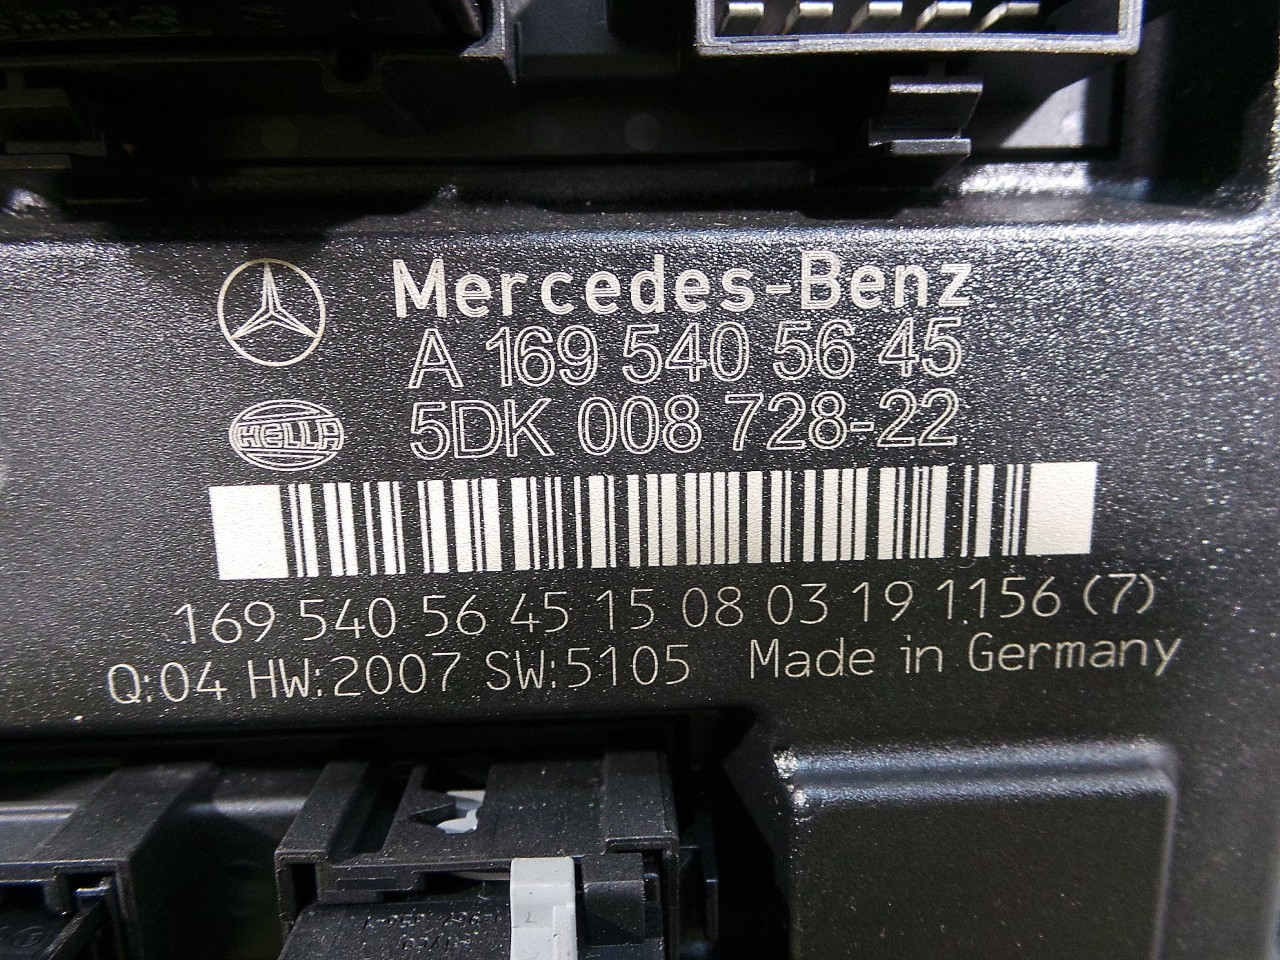 Mercedes-Benz
A 169 540 56 45
HELLA
5DK 008 728-22
169 540 56 45 15 08 03 19 1156 (7)
Q:04 HW:2007 SW:5105 Made in Germany